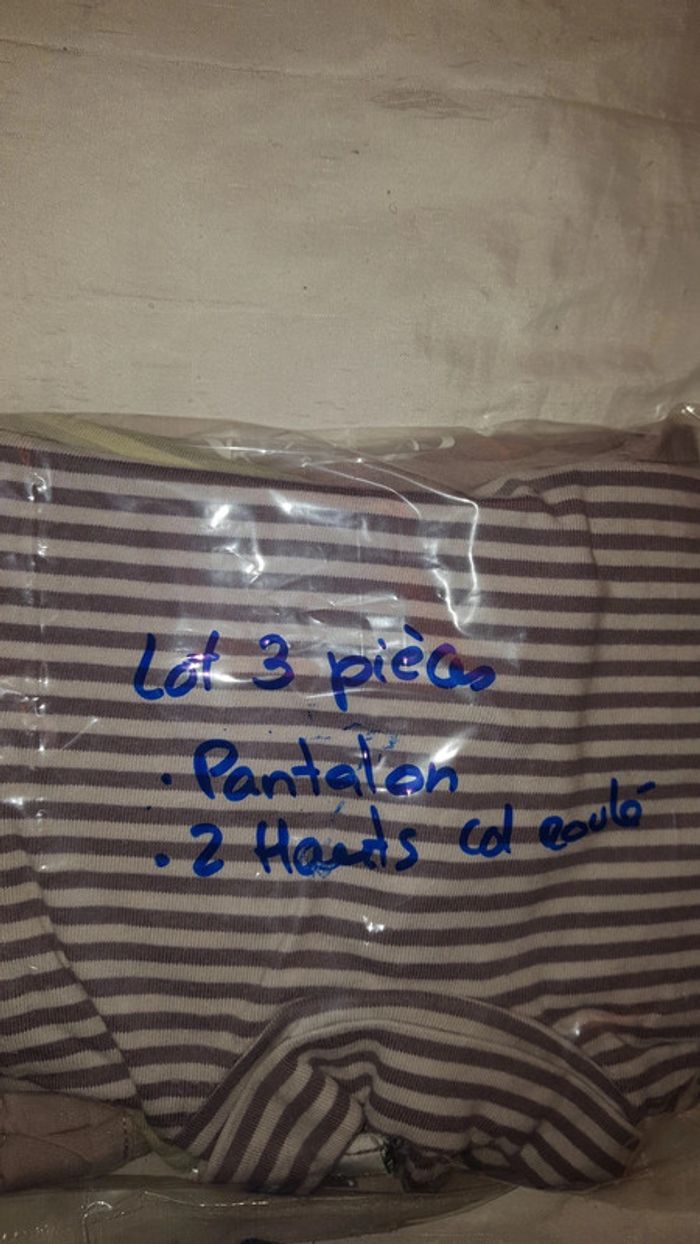 Lot 3 pièces
• Pantalon
• 2 Hauts col roulé